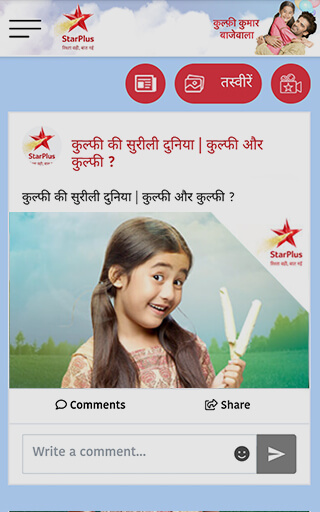 StarPlus
रिश्ता वही, बात नई
कुल्फ़ी कुमार
बाजेवाला
तस्वीरें
StarPlus
कुल्फी की सुरीली दुनिया | कुल्फी और
कुल्फी ?
कुल्फी की सुरीली दुनिया | कुल्फी और कुल्फी ?
StarPlus
रिश्ता वही, बात नई
Comments
Share
Write a comment...